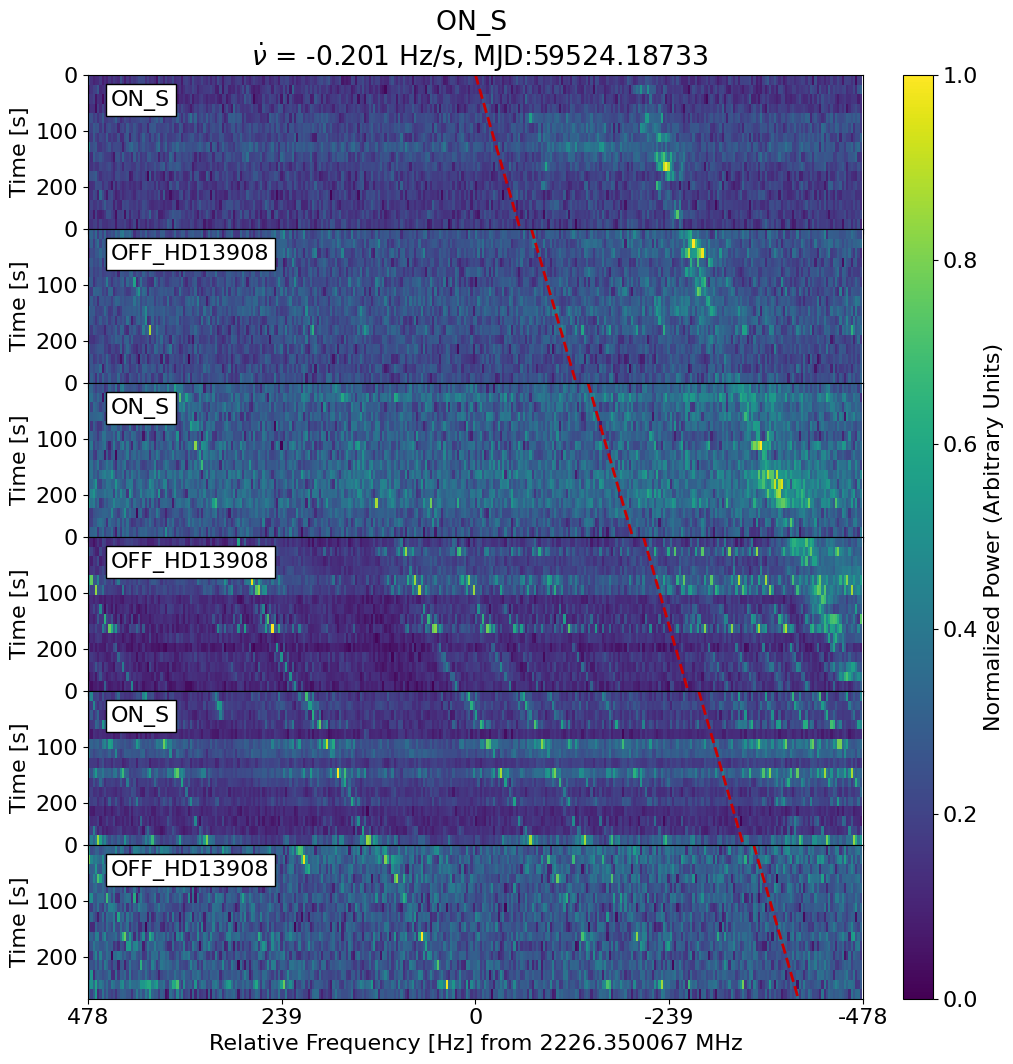 ON_S
ν̇ = -0.201 Hz/s, MJD:59524.18733
0
ON_S
100
Time [s]
200
0
OFF_HD13908
100
Time [s]
200
0
ON_S
100
Time [s]
200
0
OFF_HD13908
100
Time [s]
200
0
ON_S
100
Time [s]
200
0
OFF_HD13908
100
Time [s]
200
478 239 0 -239 -478
Relative Frequency [Hz] from 2226.350067 MHz
1.0
0.8
0.6
0.4
0.2
0.0
Normalized Power (Arbitrary Units)